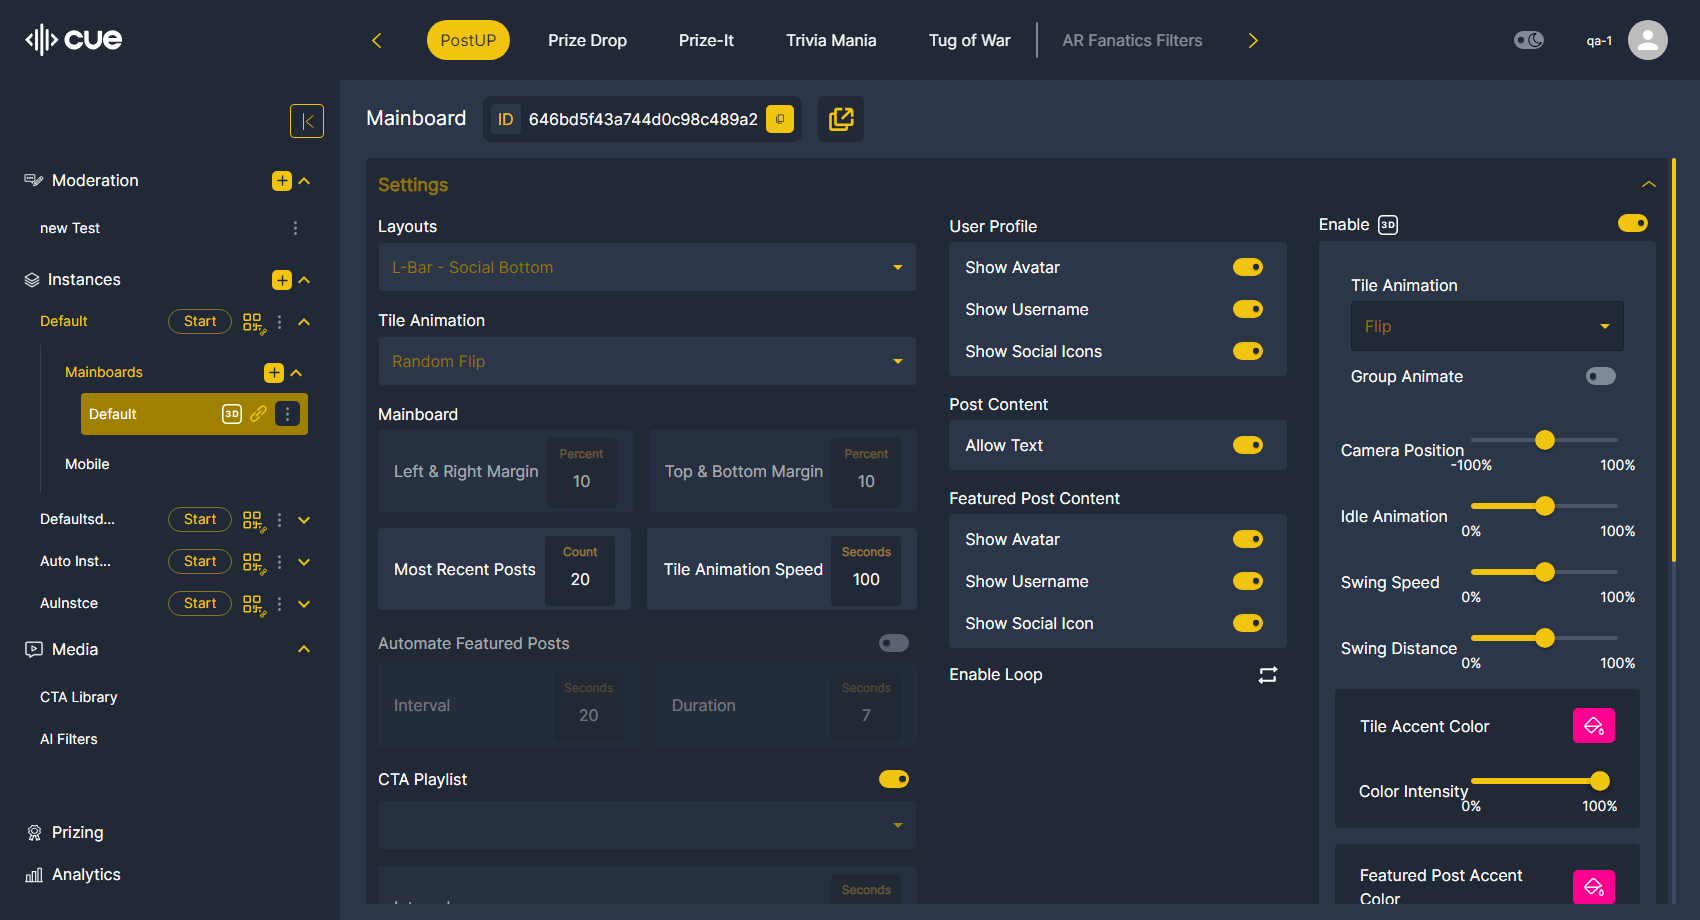 cue
PostUP
Prize Drop
Prize-It
Trivia Mania
Tug of War
AR Fanatics Filters
qa-1
Moderation
new Test
Instances
Default
Start
Mainboards
Default
3D
Mobile
Defaultsd...
Start
Auto Inst...
Start
AuInstce
Start
Media
CTA Library
AI Filters
Prizing
Analytics
Mainboard
ID
646bd5f43a744d0c98c489a2
Settings
Layouts
L-Bar - Social Bottom
Tile Animation
Random Flip
Mainboard
Left & Right Margin
Percent
10
Top & Bottom Margin
Percent
10
Most Recent Posts
Count
20
Tile Animation Speed
Seconds
100
Automate Featured Posts
Interval
Seconds
20
Duration
Seconds
7
CTA Playlist
Seconds
User Profile
Show Avatar
Show Username
Show Social Icons
Post Content
Allow Text
Featured Post Content
Show Avatar
Show Username
Show Social Icon
Enable Loop
Enable 3D
Tile Animation
Flip
Group Animate
Camera Position
-100%
100%
Idle Animation
0%
100%
Swing Speed
0%
100%
Swing Distance
0%
100%
Tile Accent Color
Color Intensity
0%
100%
Featured Post Accent
Color